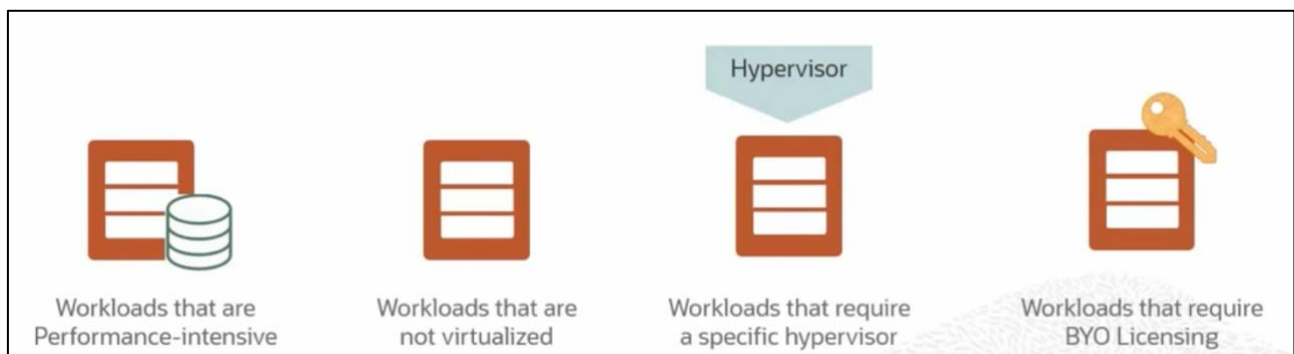 Hypervisor
Workloads that are
Performance-intensive
Workloads that are
not virtualized
Workloads that require
a specific hypervisor
Workloads that require
BYO Licensing